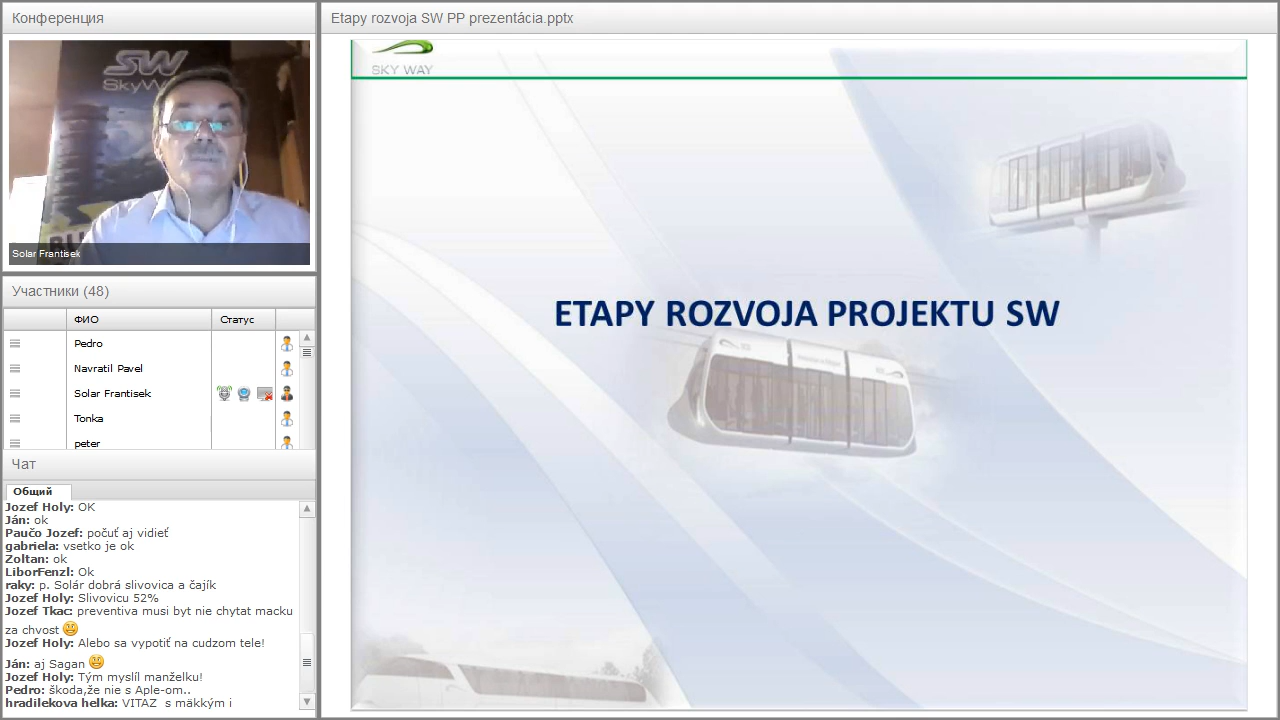 Конференция
SW
SkyW
Solar Frantisek
Участники (48)
ФИО
Статус
Pedro
Navratil Pavel
Solar Frantisek
Tonka
peter
Чат
Общий
Jozef Holy: OK
Ján: ok
Paučo Jozef: počuť aj vidieť
gabriela: vsetko je ok
Zoltan: ok
LiborFenzl: Ok
raky: p. Solár dobrá slivovica a čajík
Jozef Holy: Slivovicu 52%
Jozef Tkac: preventiva musi byt nie chytat macku
za chvost
Jozef Holy: Alebo sa vypotiť na cudzom tele!
Ján: aj Sagan
Jozef Holy: Tým myslíl manželku!
Pedro: škoda,že nie s Aple-om..
hradilekova helka: VITAZ s mäkkým i
Etapy rozvoja SW PP prezentácia.pptx
SKY WAY
ETAPY ROZVOJA PROJEKTU SW